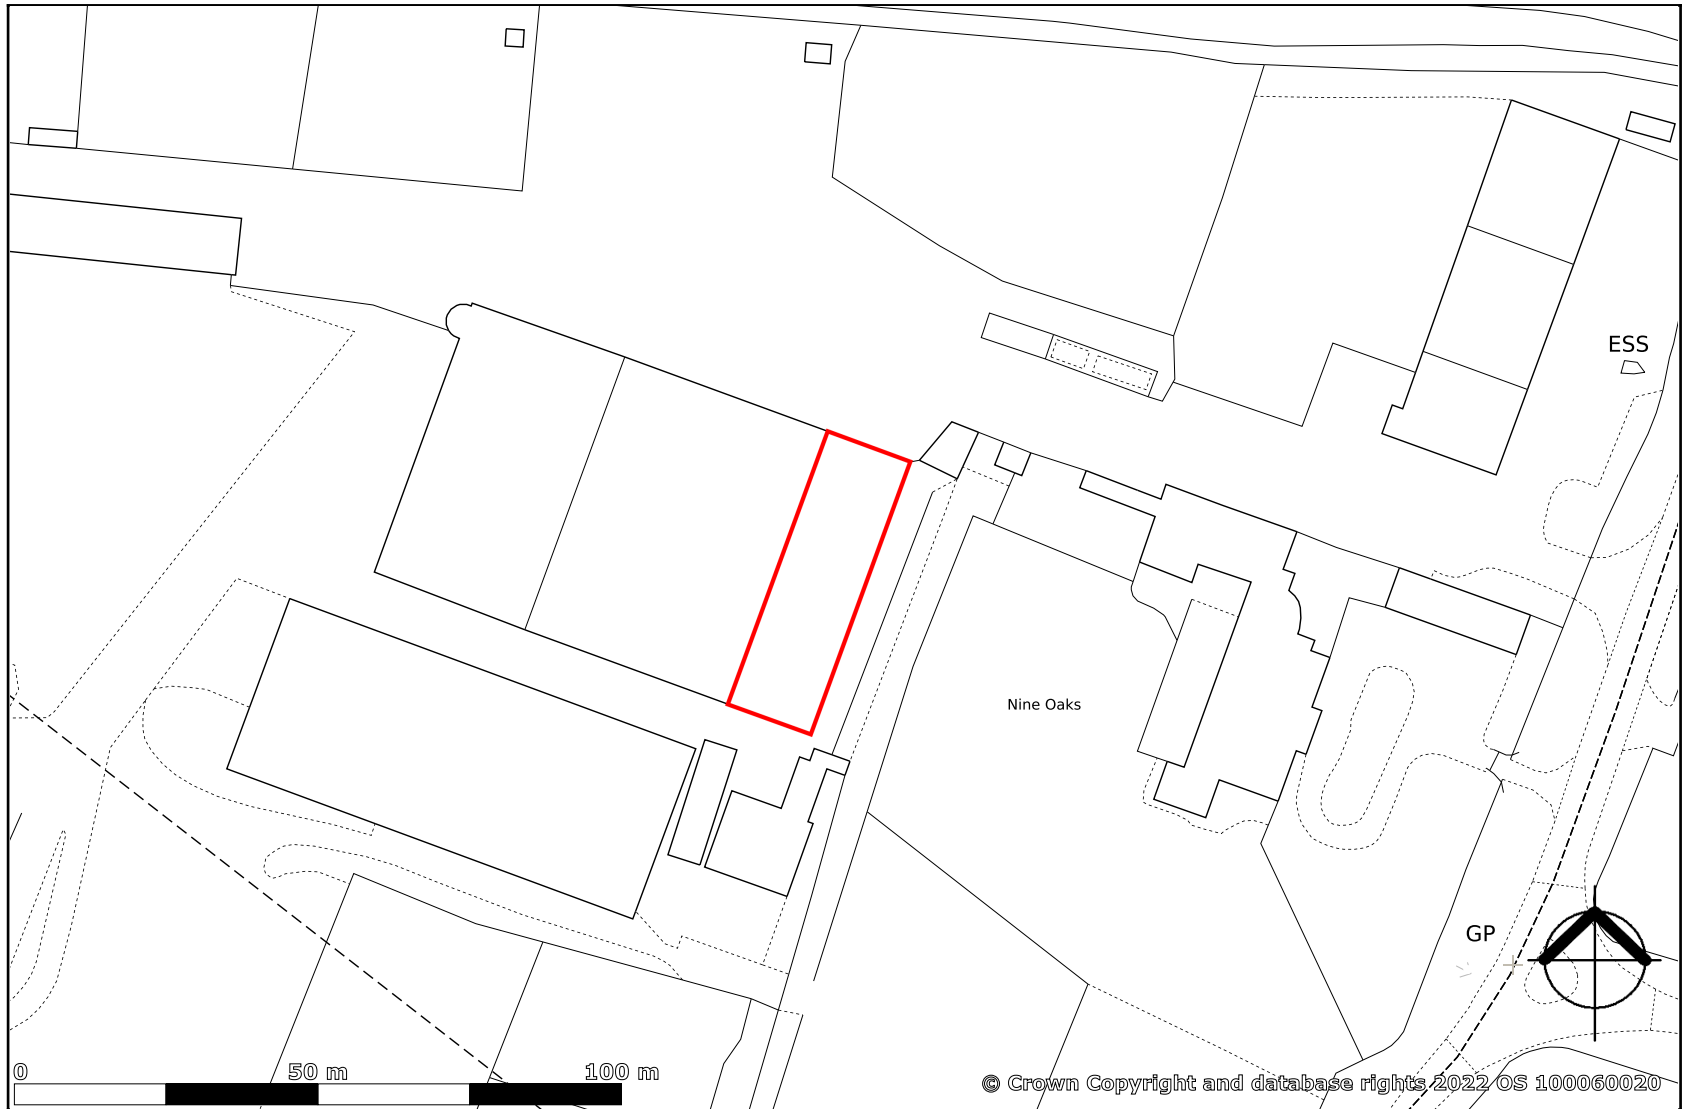 ESS
Nine Oaks
GP
0 50 m 100 m
© Crown Copyright and database rights 2022 OS 100060020